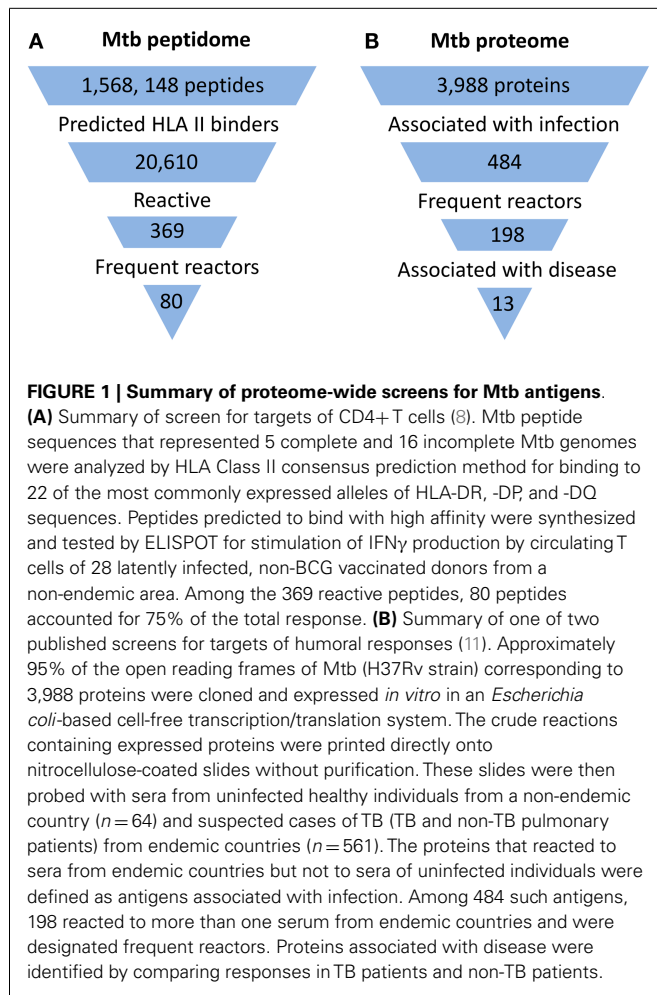 A Mtb peptidome
1,568, 148 peptides
Predicted HLA II binders
20,610
Reactive
369
Frequent reactors
80
B Mtb proteome
3,988 proteins
Associated with infection
484
Frequent reactors
198
Associated with disease
13
FIGURE 1 | Summary of proteome-wide screens for Mtb antigens.
(A) Summary of screen for targets of CD4+ T cells (8). Mtb peptide
sequences that represented 5 complete and 16 incomplete Mtb genomes
were analyzed by HLA Class II consensus prediction method for binding to
22 of the most commonly expressed alleles of HLA-DR, -DP, and -DQ
sequences. Peptides predicted to bind with high affinity were synthesized
and tested by ELISPOT for stimulation of IFNγ production by circulating T
cells of 28 latently infected, non-BCG vaccinated donors from a
non-endemic area. Among the 369 reactive peptides, 80 peptides
accounted for 75% of the total response. (B) Summary of one of two
published screens for targets of humoral responses (11). Approximately
95% of the open reading frames of Mtb (H37Rv strain) corresponding to
3,988 proteins were cloned and expressed in vitro in an Escherichia
coli-based cell-free transcription/translation system. The crude reactions
containing expressed proteins were printed directly onto
nitrocellulose-coated slides without purification. These slides were then
probed with sera from uninfected healthy individuals from a non-endemic
country (n = 64) and suspected cases of TB (TB and non-TB pulmonary
patients) from endemic countries (n = 561). The proteins that reacted to
sera from endemic countries but not to sera of uninfected individuals were
defined as antigens associated with infection. Among 484 such antigens,
198 reacted to more than one serum from endemic countries and were
designated frequent reactors. Proteins associated with disease were
identified by comparing responses in TB patients and non-TB patients.